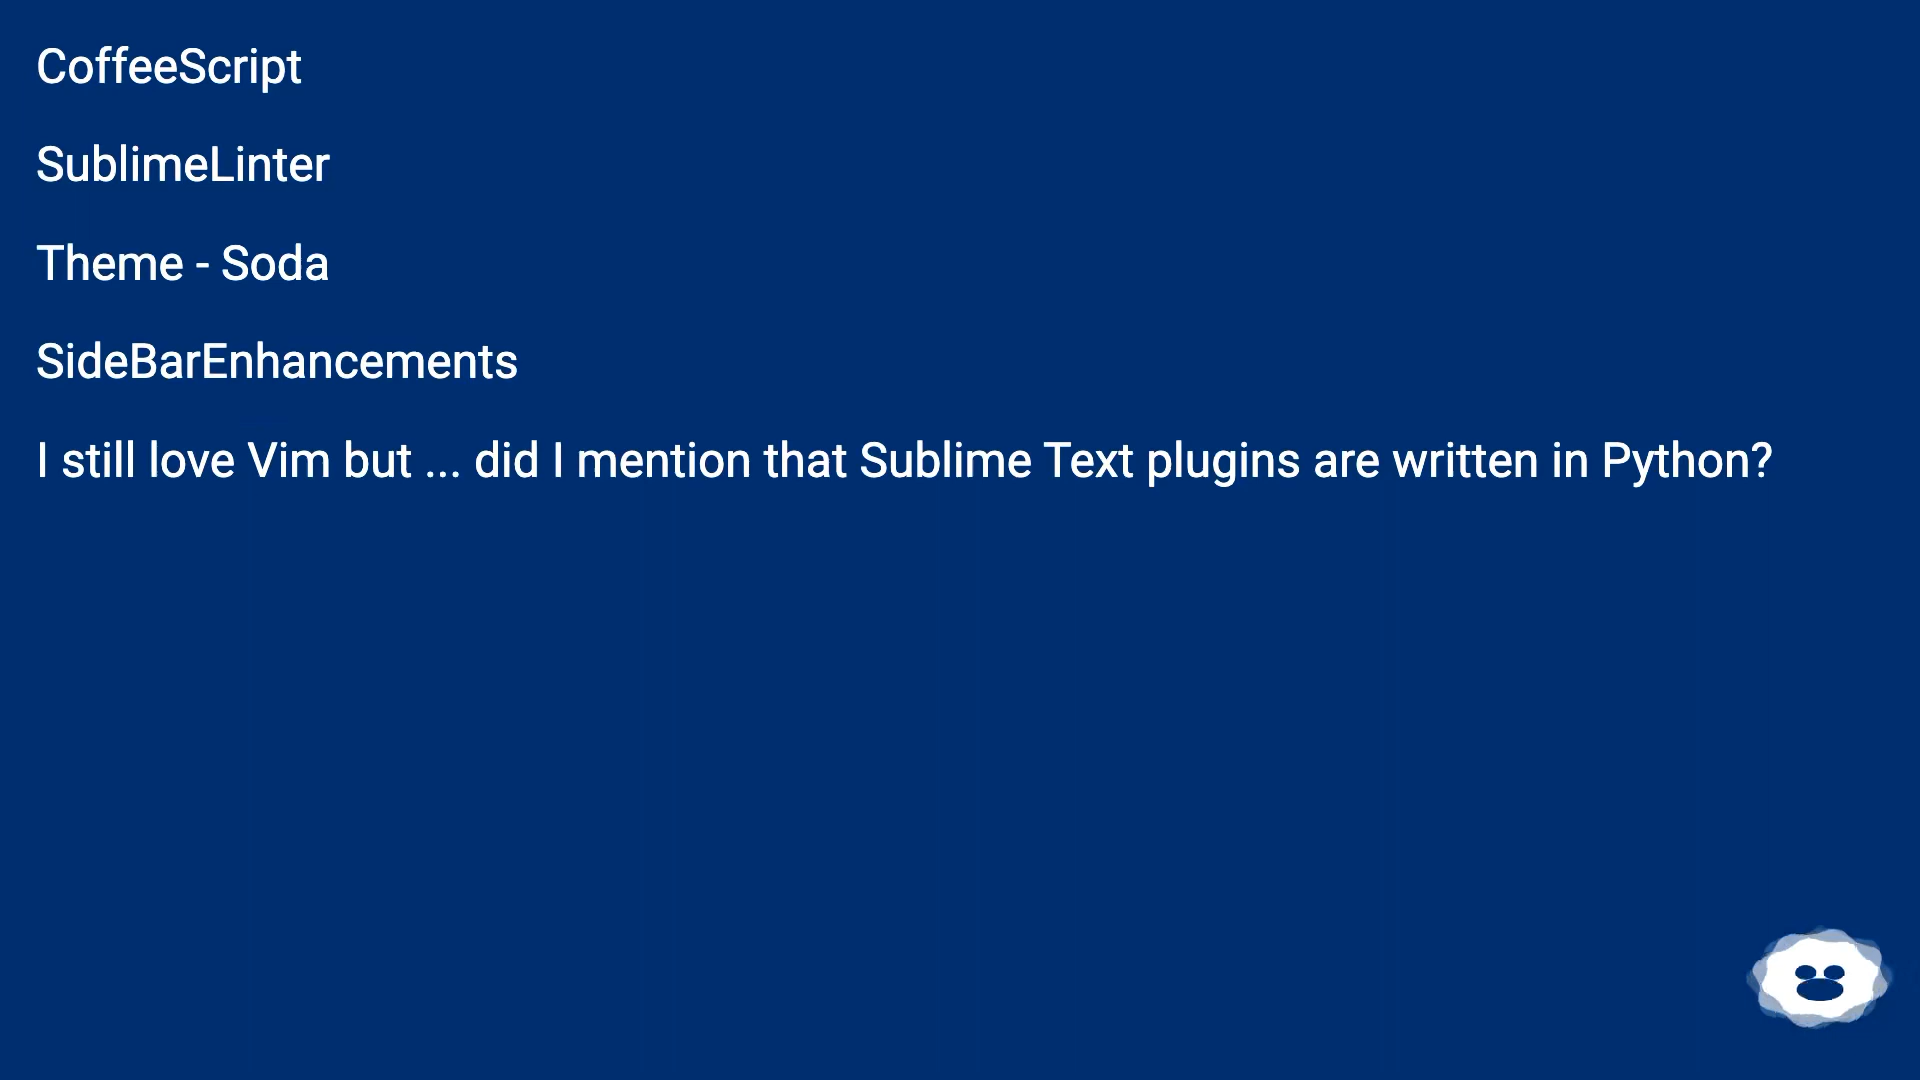 CoffeeScript
SublimeLinter
Theme - Soda
SideBarEnhancements
I still love Vim but ... did I mention that Sublime Text plugins are written in Python?